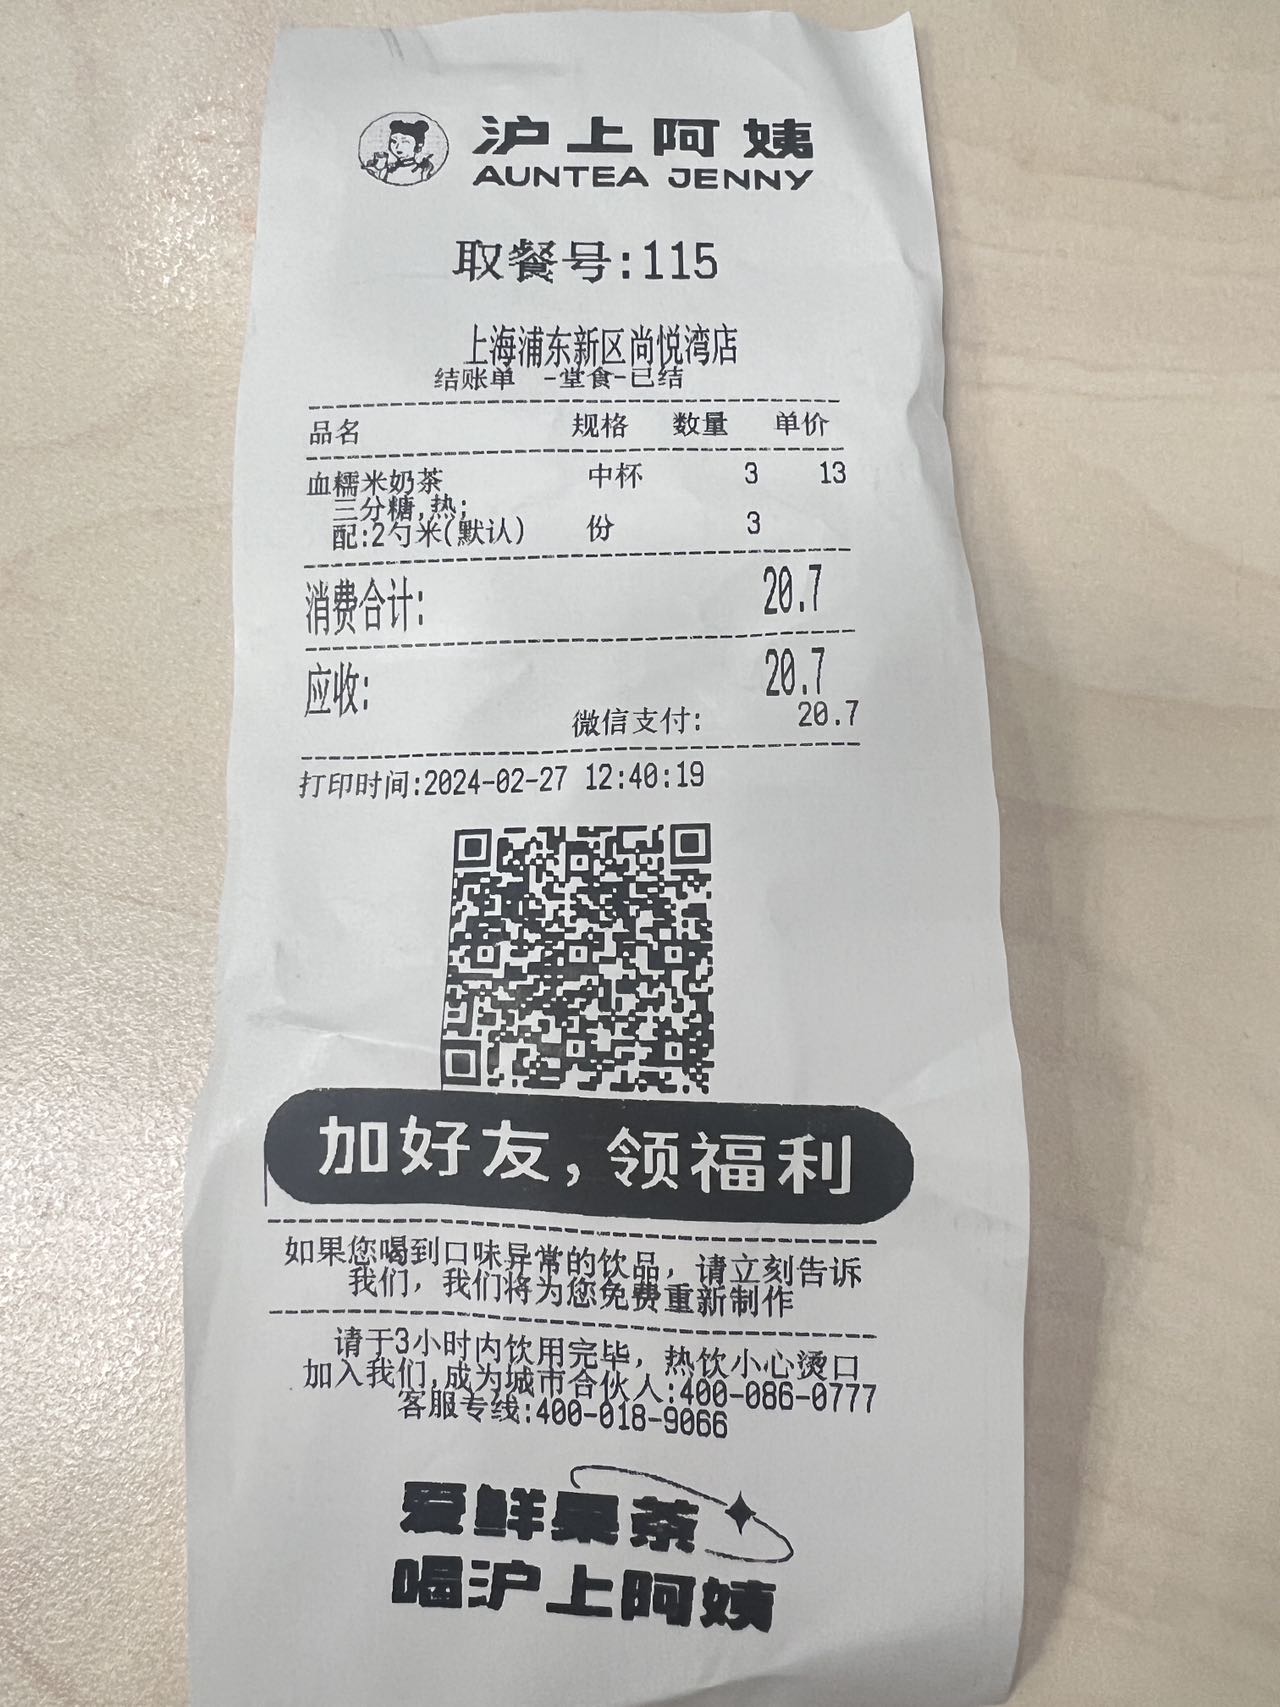 沪上阿姨
AUNTEA JENNY
取餐号:115
上海浦东新区尚悦湾店
结账单 -堂食-已结
品名 规格 数量 单价
血糯米奶茶 中杯 3 13
三分糖,热;
配:2勺米(默认) 份 3
消费合计: 20.7
应收: 20.7
微信支付: 20.7
打印时间:2024-02-27 12:40:19
加好友,领福利
如果您喝到口味异常的饮品,请立刻告诉
我们,我们将为您免费重新制作
请于3小时内饮用完毕,热饮小心烫口
加入我们,成为城市合伙人:400-086-0777
客服专线:400-018-9066
爱鲜果茶
喝沪上阿姨